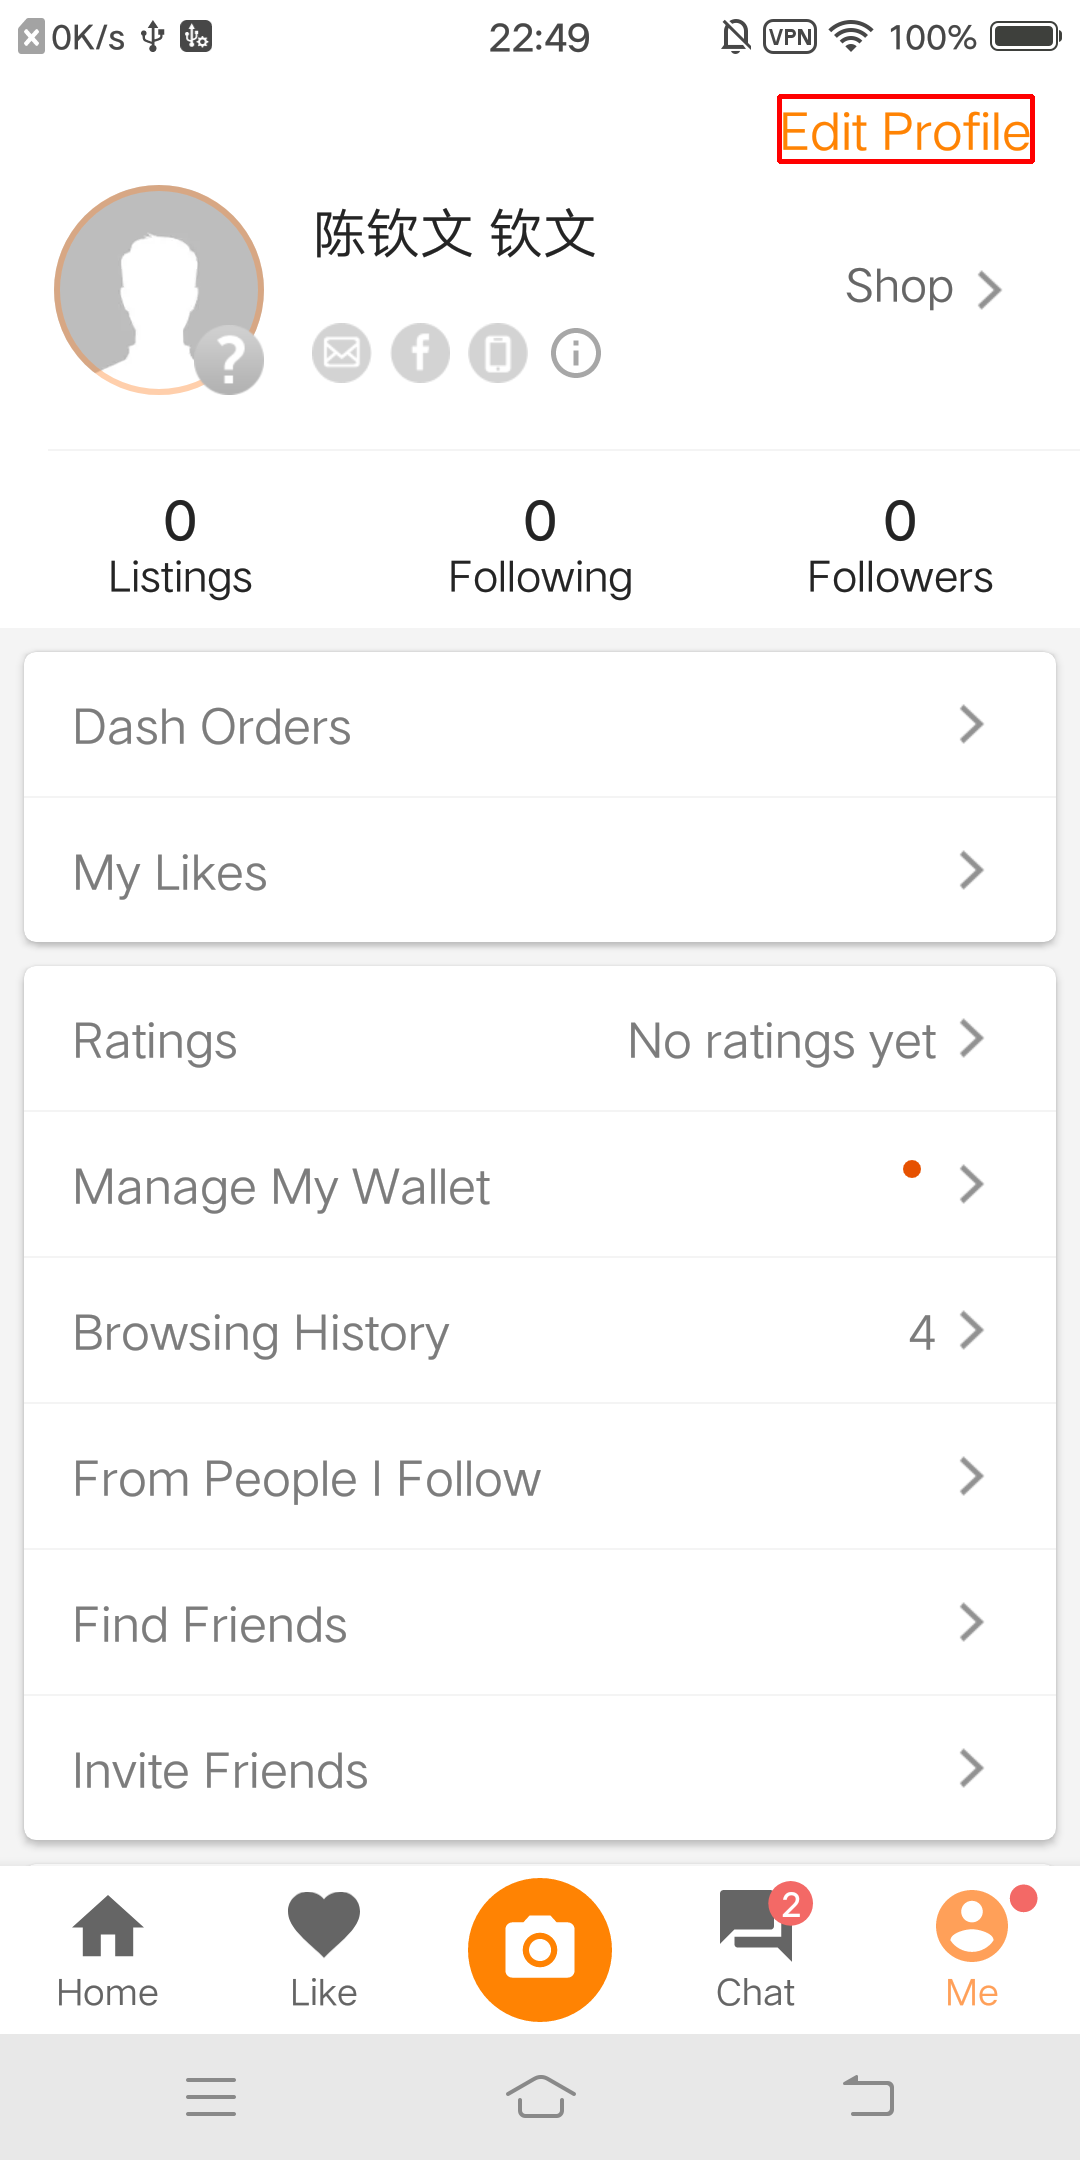 0K/s 22:49 VPN 100%
Edit Profile
陈钦文 钦文
Shop
0 0 0
Listings Following Followers
Dash Orders
My Likes
Ratings No ratings yet
Manage My Wallet
Browsing History 4
From People I Follow
Find Friends
Invite Friends
2
Home Like Chat Me